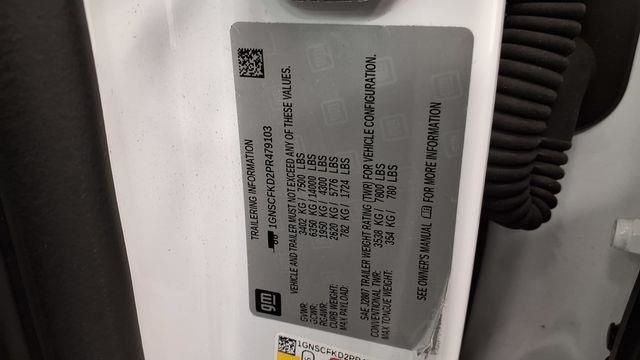 TRAILERING INFORMATION
1GNSCFKD2PR479103
VEHICLE AND TRAILER MUST NOT EXCEED ANY OF THESE VALUES.
GVWR: 3402 KG / 7500 LBS
GCWR: 6350 KG / 14000 LBS
RGAWR: 1950 KG / 4300 LBS
CURB WEIGHT: 2620 KG / 5776 LBS
MAX PAYLOAD: 782 KG / 1724 LBS
SAE J2807 TRAILER WEIGHT RATING (TWR) FOR VEHICLE CONFIGURATION.
CONVENTIONAL TWR: 3538 KG / 7800 LBS
MAX TONGUE WEIGHT: 354 KG / 780 LBS
SEE OWNER'S MANUAL FOR MORE INFORMATION
gm
1GNSCFKD2PR4